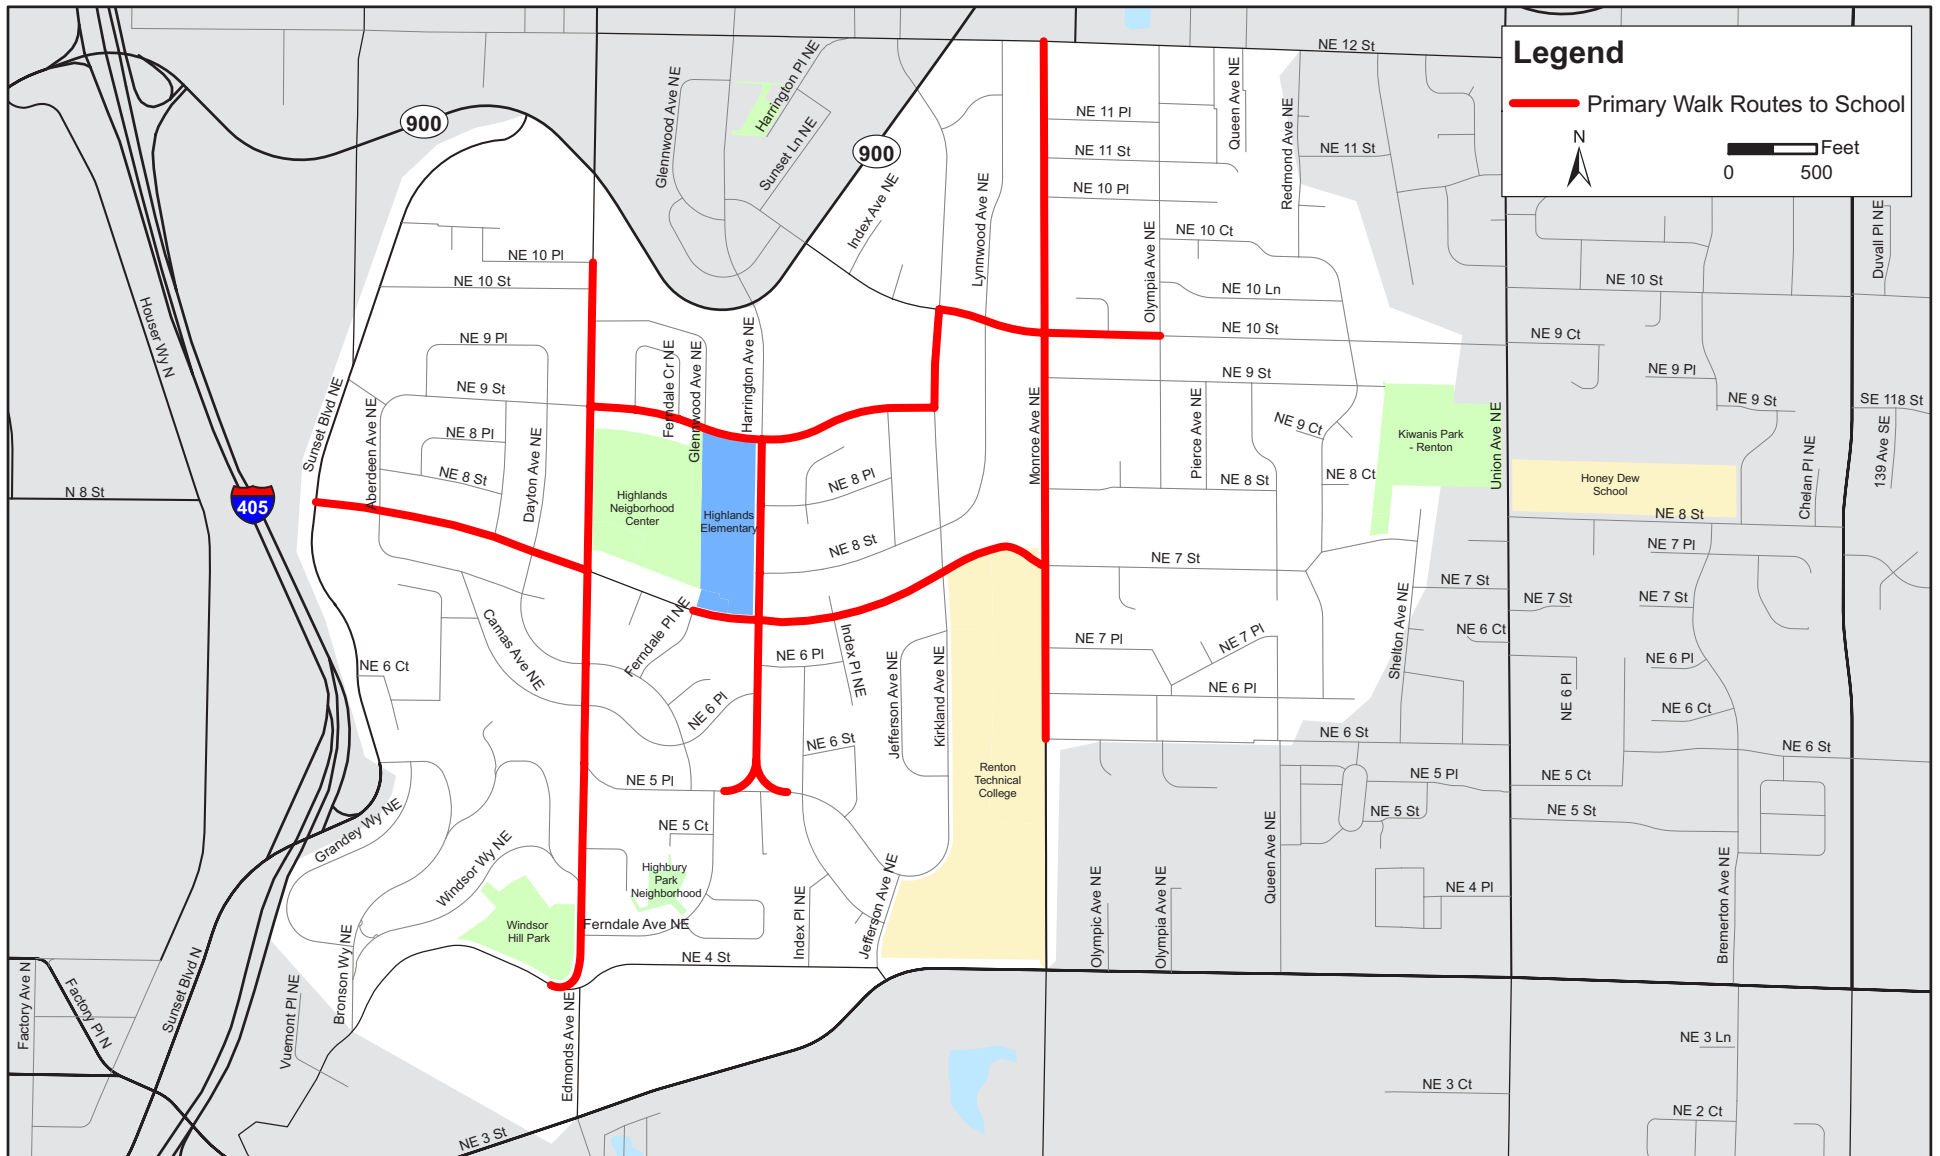 Legend
Primary Walk Routes to School
N
Feet
0
500
NE 12 St
Harrington Pl NE
Glennwood Ave NE
Sunset Ln NE
900
900
Index Ave NE
Lynnwood Ave NE
NE 11 Pl
NE 11 St
NE 10 Pl
Queen Ave NE
Redmond Ave NE
NE 11 St
Olympia Ave NE
NE 10 Ct
NE 10 Ln
NE 10 St
NE 10 St
Duvall Pl NE
NE 10 Pl
NE 10 St
Houser Wy N
NE 9 Pl
NE 9 St
Ferndale Cr NE
Glennwood Ave NE
Harrington Ave NE
Sunset Blvd NE
Aberdeen Ave NE
NE 8 Pl
NE 8 St
Dayton Ave NE
Monroe Ave NE
NE 9 St
Pierce Ave NE
NE 9 Ct
NE 8 Ct
NE 8 St
Kiwanis Park
- Renton
Union Ave NE
NE 9 Ct
NE 9 Pl
NE 9 St
SE 118 St
139 Ave SE
Chelan Pl NE
Honey Dew
School
NE 8 St
NE 7 Pl
N 8 St
405
Highlands
Neigborhood
Center
Highlands
Elementary
NE 8 Pl
NE 8 St
NE 7 St
NE 7 St
NE 7 St
NE 7 St
Shelton Ave NE
NE 6 Ct
NE 6 Pl
NE 6 Pl
NE 6 Ct
NE 6 St
Camas Ave NE
NE 6 Ct
Ferndale Pl NE
NE 6 Pl
NE 6 Pl
Index Pl NE
Jefferson Ave NE
Kirkland Ave NE
NE 7 Pl
NE 7 Pl
NE 6 Pl
NE 6 St
NE 6 St
NE 5 Pl
NE 5 Ct
Renton
Technical
College
NE 5 Pl
NE 5 St
NE 5 Ct
NE 5 St
Grandey Wy NE
Windsor Wy NE
Highbury
Park
Neighborhood
Windsor
Hill Park
Ferndale Ave NE
Index Pl NE
Jefferson Ave NE
NE 4 St
Olympic Ave NE
Olympia Ave NE
Queen Ave NE
NE 4 Pl
Bremerton Ave NE
Factory Ave N
Factory Pl N
Sunset Blvd N
Vuemont Pl NE
Bronson Wy NE
Edmonds Ave NE
NE 3 St
NE 3 Ln
NE 3 Ct
NE 2 Ct